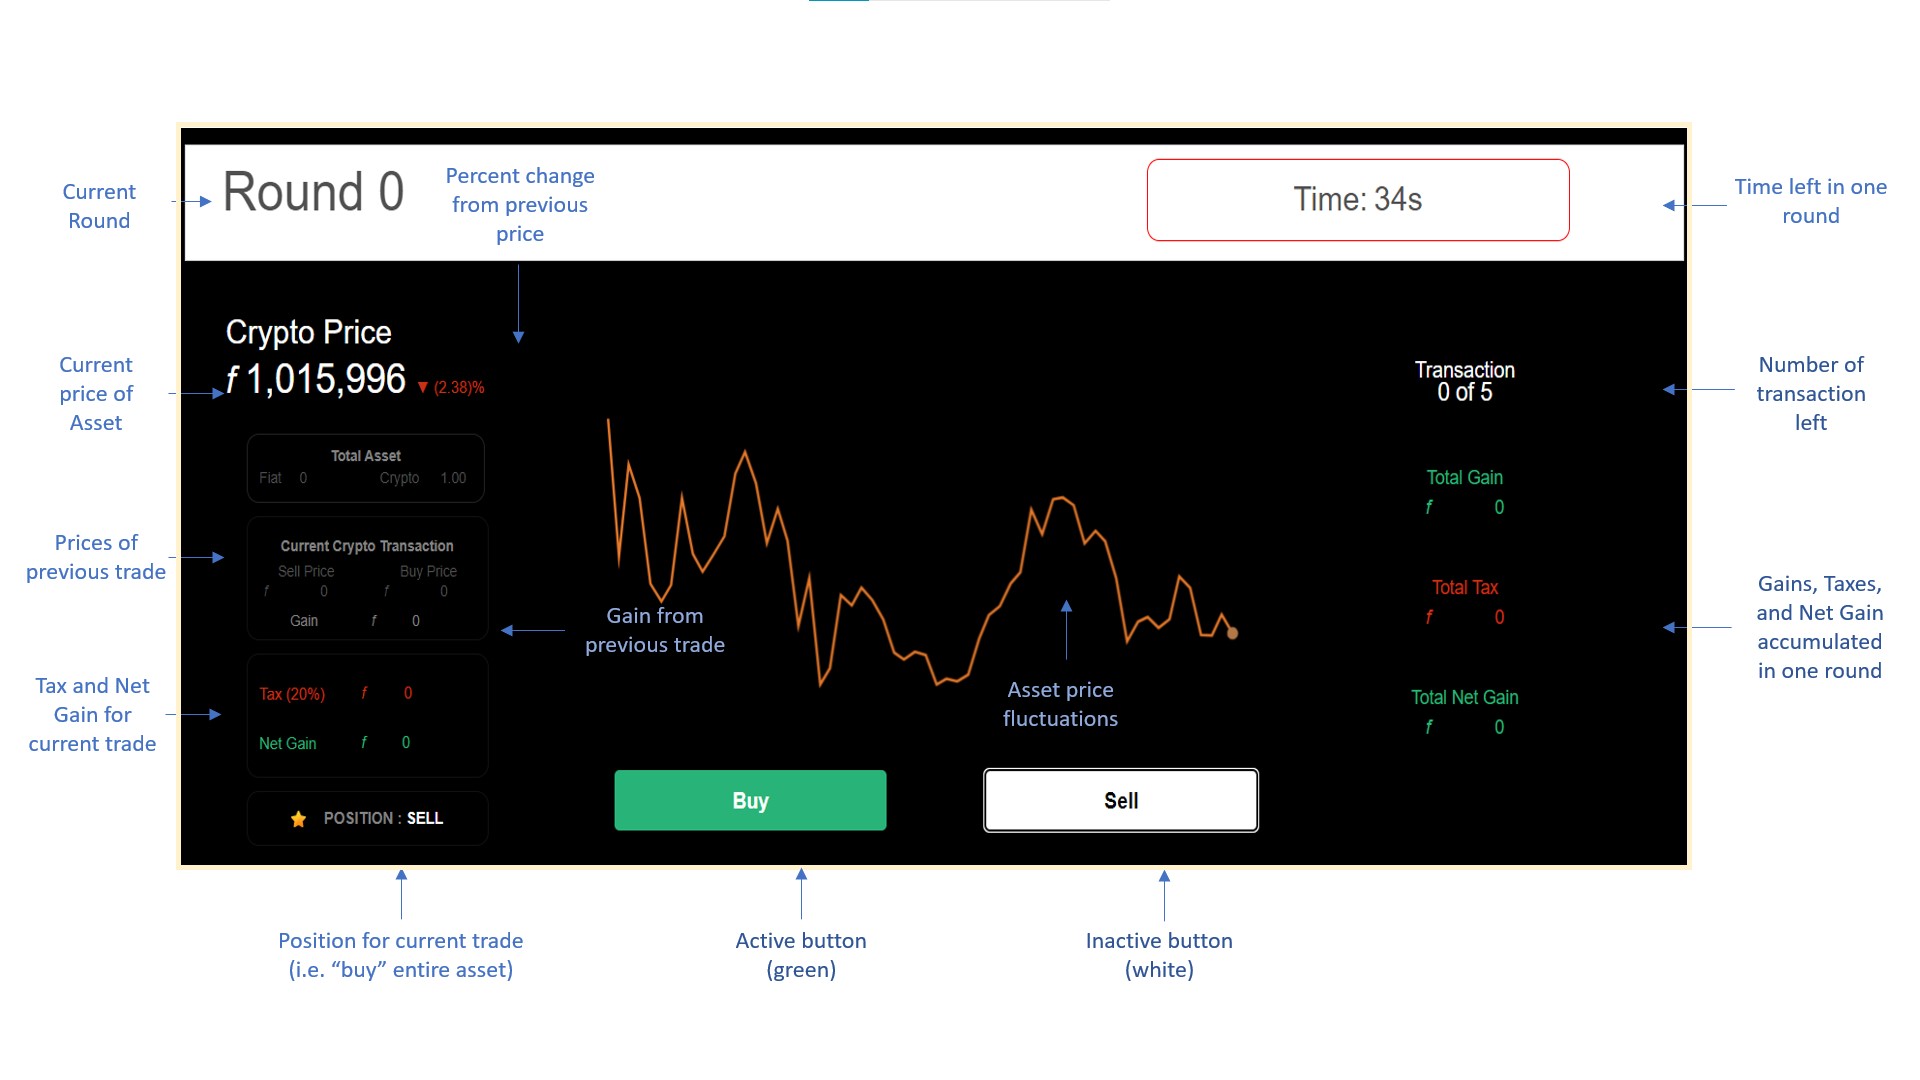 Current
Round
Round 0
Percent change
from previous
price
Time: 34s
Time left in one
round
Current
price of
Asset
Crypto Price
ƒ 1,015,996 ▼ (2.38)%
Transaction
0 of 5
Number of
transaction
left
Total Asset
Fiat 0 Crypto 1.00
Total Gain
ƒ 0
Prices of
previous trade
Current Crypto Transaction
Sell Price Buy Price
ƒ 0 ƒ 0
Gain ƒ 0
Gain from
previous trade
Total Tax
ƒ 0
Gains, Taxes,
and Net Gain
accumulated
in one round
Tax and Net
Gain for
current trade
Tax (20%) ƒ 0
Net Gain ƒ 0
Asset price
fluctuations
Total Net Gain
ƒ 0
POSITION : SELL
Buy
Sell
Position for current trade
(i.e. “buy” entire asset)
Active button
(green)
Inactive button
(white)